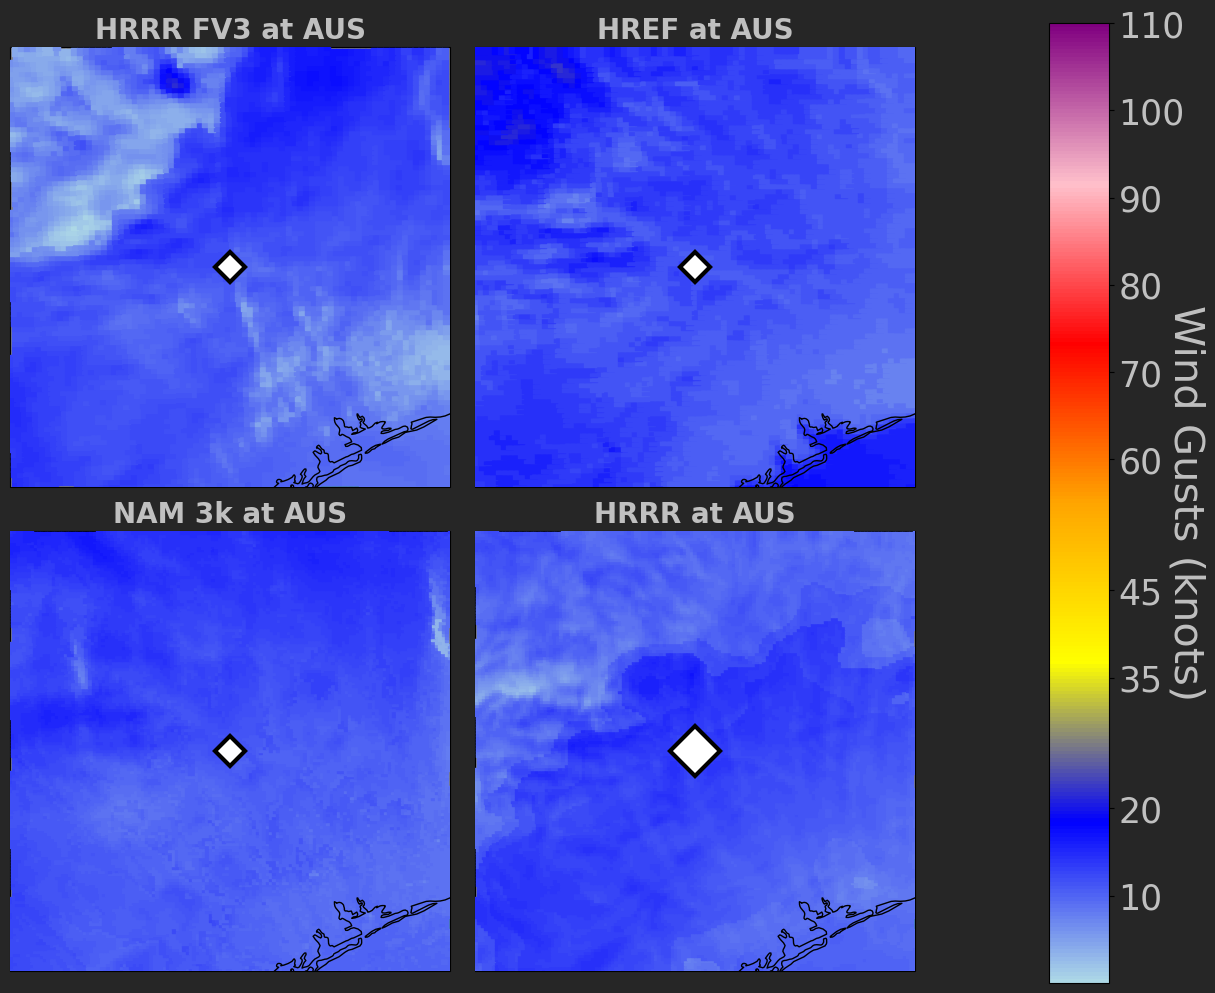 HRRR FV3 at AUS
HREF at AUS
NAM 3k at AUS
HRRR at AUS
110
100
90
80
70
60
45
35
20
10
Wind Gusts (knots)